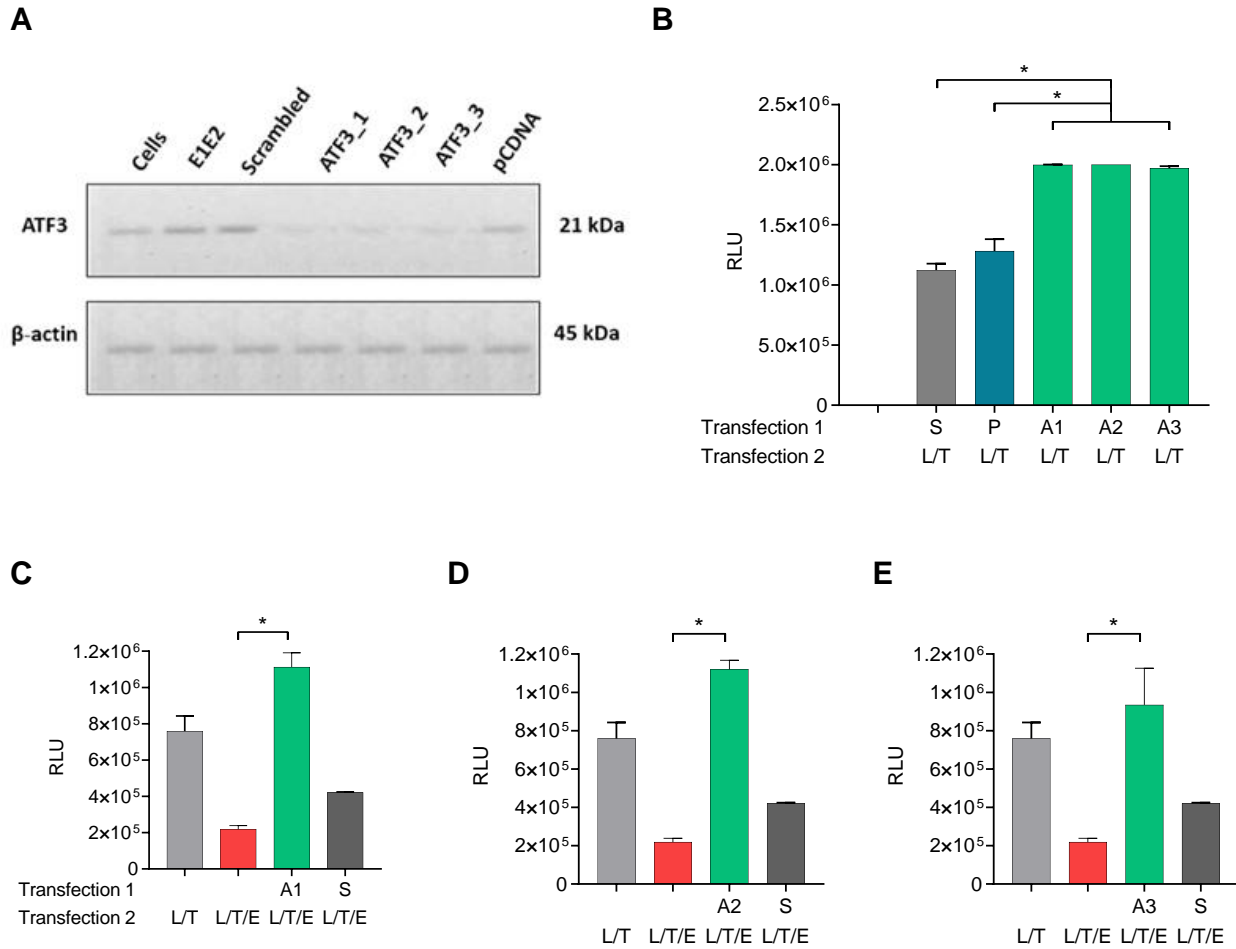 A
Cells E1E2 Scrambled ATF3_1 ATF3_2 ATF3_3 pCDNA
ATF3 21 kDa
β-actin 45 kDa
B
*
*
2.5×10⁶
2.0×10⁶
1.5×10⁶
1.0×10⁶
5.0×10⁵
0
RLU
Transfection 1 S P A1 A2 A3
Transfection 2 L/T L/T L/T L/T L/T
C
*
1.2×10⁶
1×10⁶
8×10⁵
6×10⁵
4×10⁵
2×10⁵
0
RLU
Transfection 1 A1 S
Transfection 2 L/T L/T/E L/T/E L/T/E
D
*
1.2×10⁶
1×10⁶
8×10⁵
6×10⁵
4×10⁵
2×10⁵
0
RLU
A2 S
L/T L/T/E L/T/E L/T/E
E
*
1.2×10⁶
1×10⁶
8×10⁵
6×10⁵
4×10⁵
2×10⁵
0
RLU
A3 S
L/T L/T/E L/T/E L/T/E